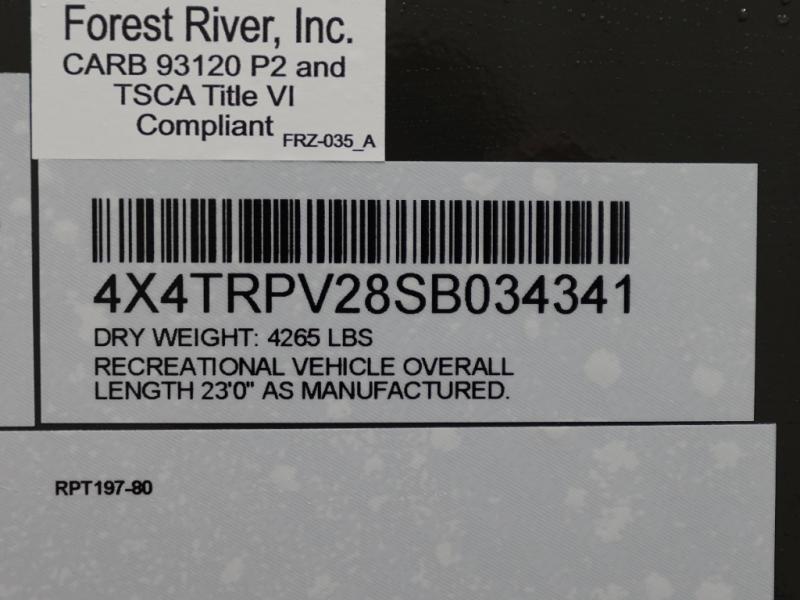 Forest River, Inc.
CARB 93120 P2 and
TSCA Title VI
Compliant
FRZ-035_A
4X4TRPV28SB034341
DRY WEIGHT: 4265 LBS
RECREATIONAL VEHICLE OVERALL
LENGTH 23'0" AS MANUFACTURED.
RPT197-80